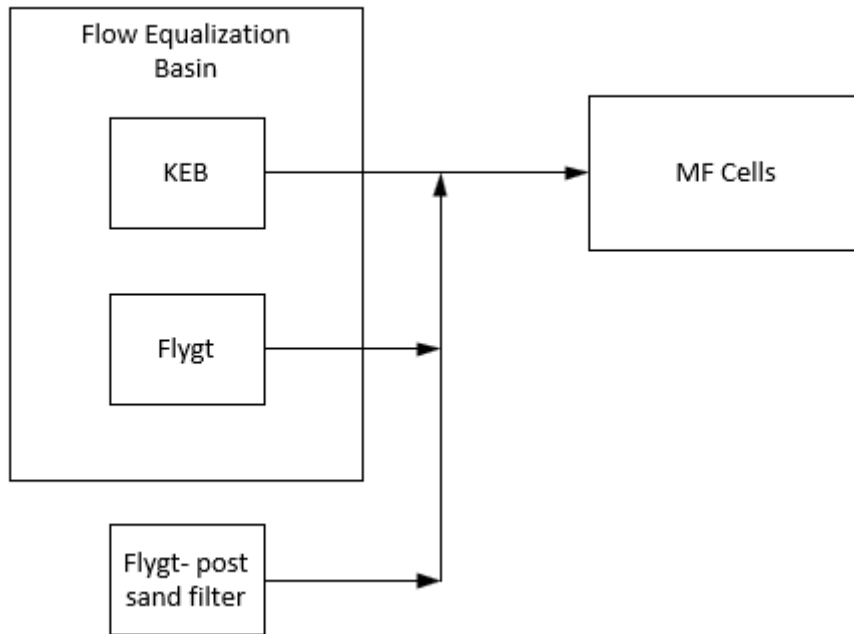 Flow Equalization
Basin
KEB
MF Cells
Flygt
Flygt- post
sand filter